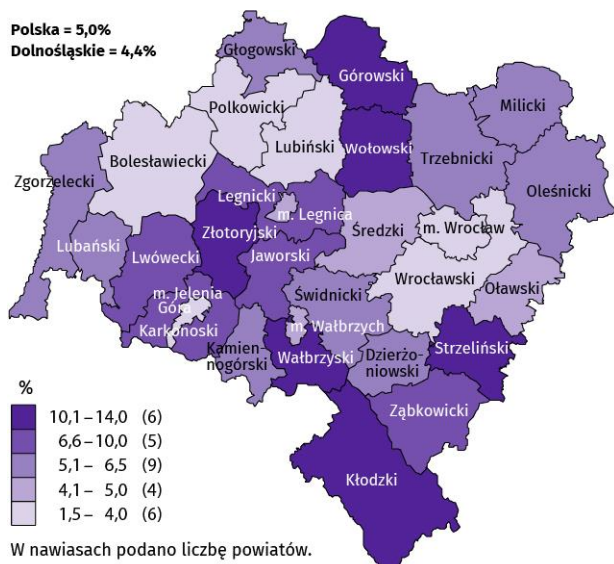 Polska = 5,0%
Dolnośląskie = 4,4%
Głogowski
Górowski
Milicki
Polkowicki
Lubiński
Wołowski
Trzebnicki
Bolesławiecki
Zgorzelecki
Oleśnicki
Legnicki
m. Legnica
Średzki
m. Wrocław
Lubański
Złotoryjski
Lwówecki
Jaworski
Wrocławski
m. Jelenia
Góra
Świdnicki
Oławski
Karkonoski
m. Wałbrzych
Kamien-
nogórski
Wałbrzyski
Dzierżo-
niowski
Strzeliński
Ząbkowicki
Kłodzki
%
10,1 – 14,0 (6)
6,6 – 10,0 (5)
5,1 – 6,5 (9)
4,1 – 5,0 (4)
1,5 – 4,0 (6)
W nawiasach podano liczbę powiatów.